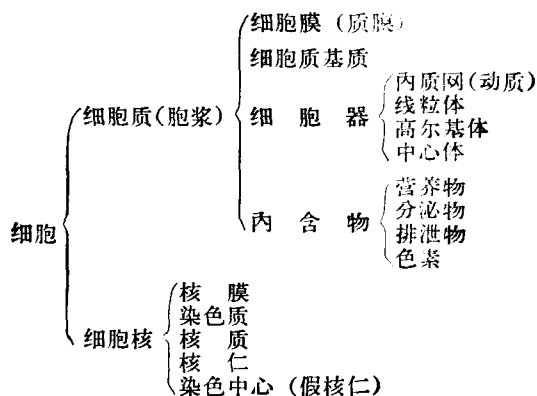 细胞膜（质膜）
细胞质基质
内质网（动质）
细胞质（胞浆）
细胞器
线粒体
高尔基体
中心体
营养物
分泌物
内含物
排泄物
色素
细胞
核膜
染色质
细胞核
核质
核仁
染色中心（假核仁）